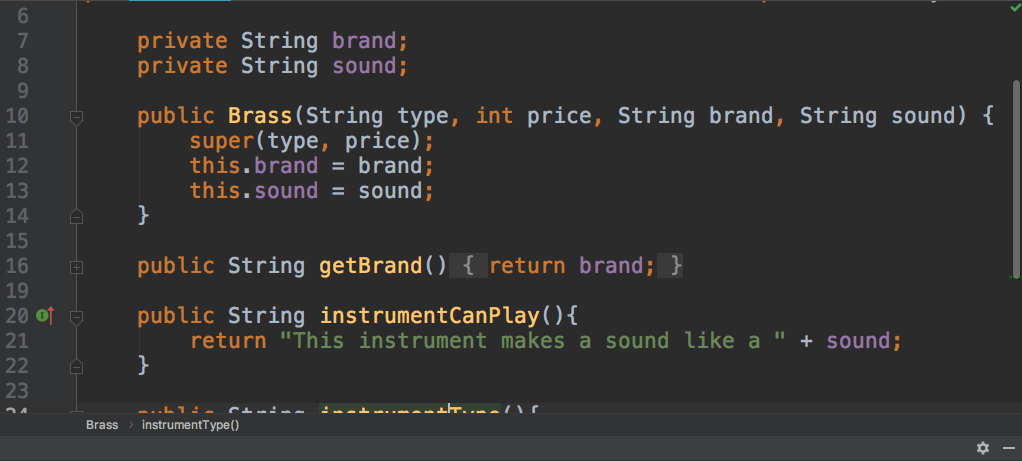 6
7 private String brand;
8 private String sound;
9
10 public Brass(String type, int price, String brand, String sound) {
11 super(type, price);
12 this.brand = brand;
13 this.sound = sound;
14 }
15
16 public String getBrand() { return brand; }
19
20 public String instrumentCanPlay(){
21 return "This instrument makes a sound like a " + sound;
22 }
23
24 public String instrumentType(){
Brass › instrumentType()